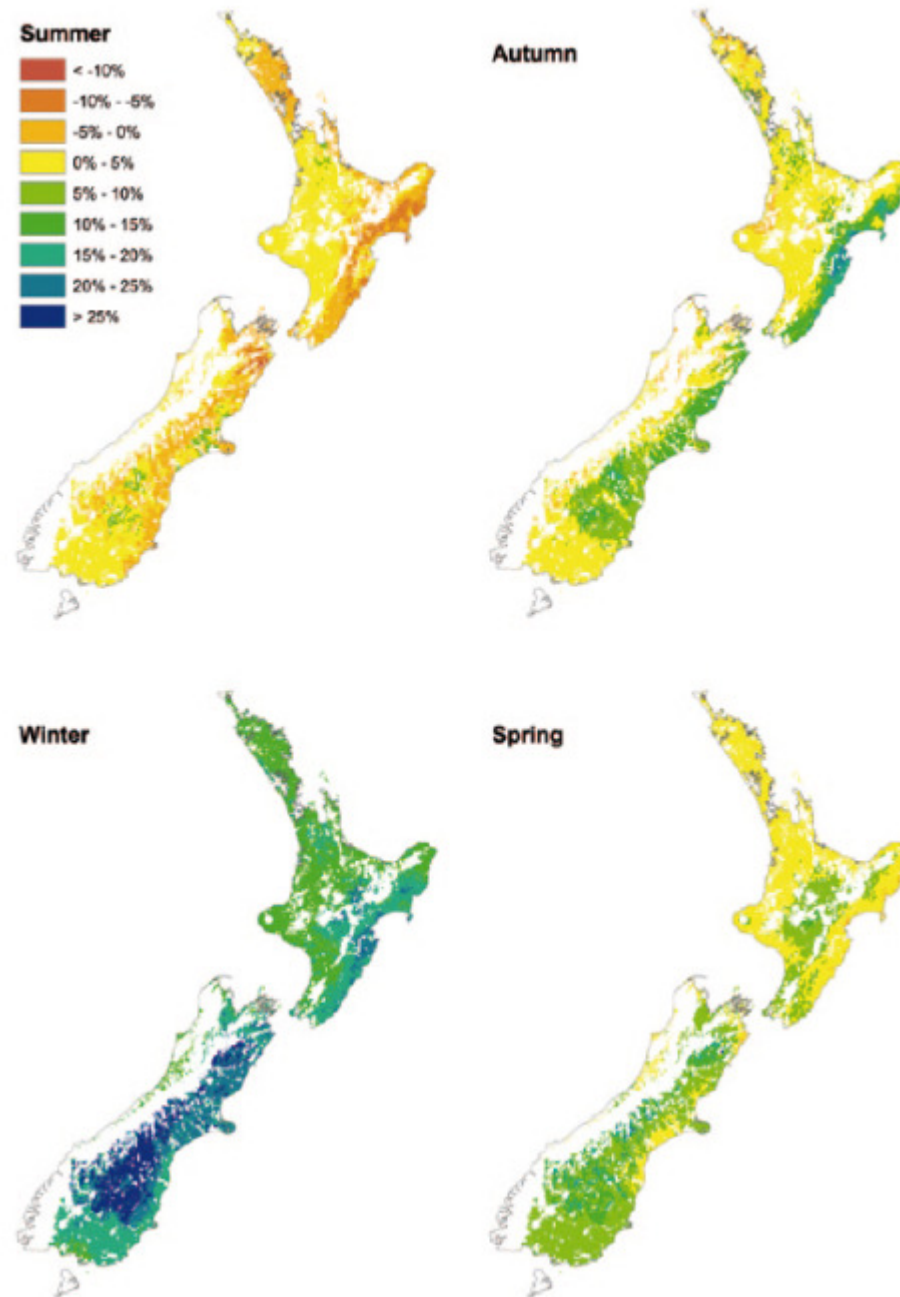 Summer
< -10%
-10% - -5%
-5% - 0%
0% - 5%
5% - 10%
10% - 15%
15% - 20%
20% - 25%
> 25%
Autumn
Winter
Spring